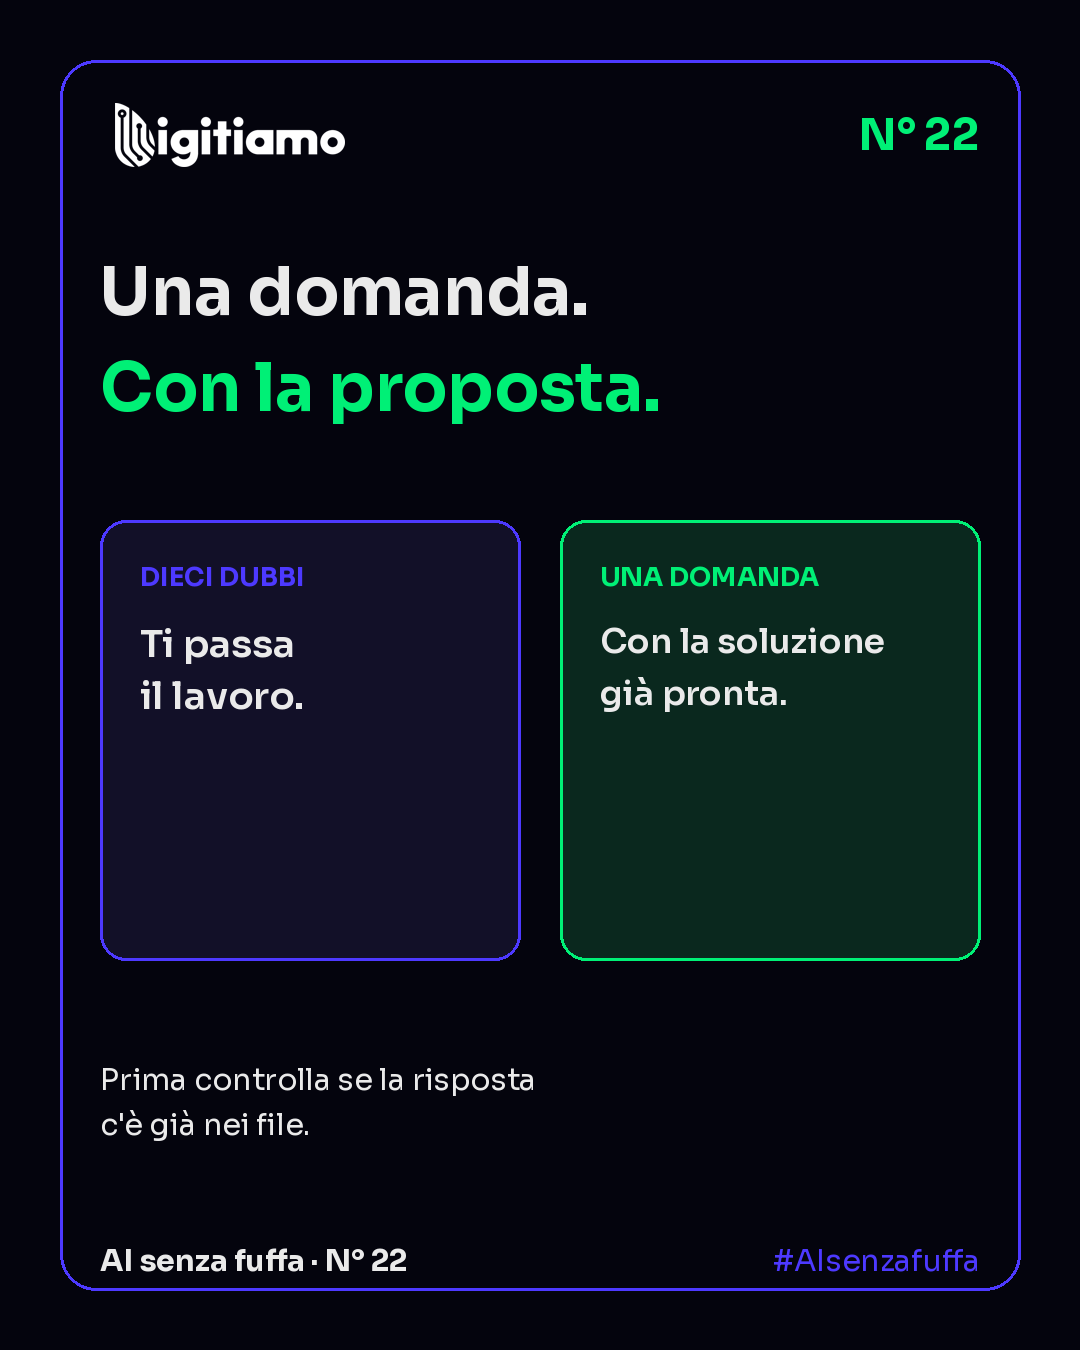 Digitiamo
N° 22
Una domanda.
Con la proposta.
DIECI DUBBI
Ti passa
il lavoro.
UNA DOMANDA
Con la soluzione
già pronta.
Prima controlla se la risposta
c'è già nei file.
AI senza fuffa · N° 22
#AIsenzafuffa